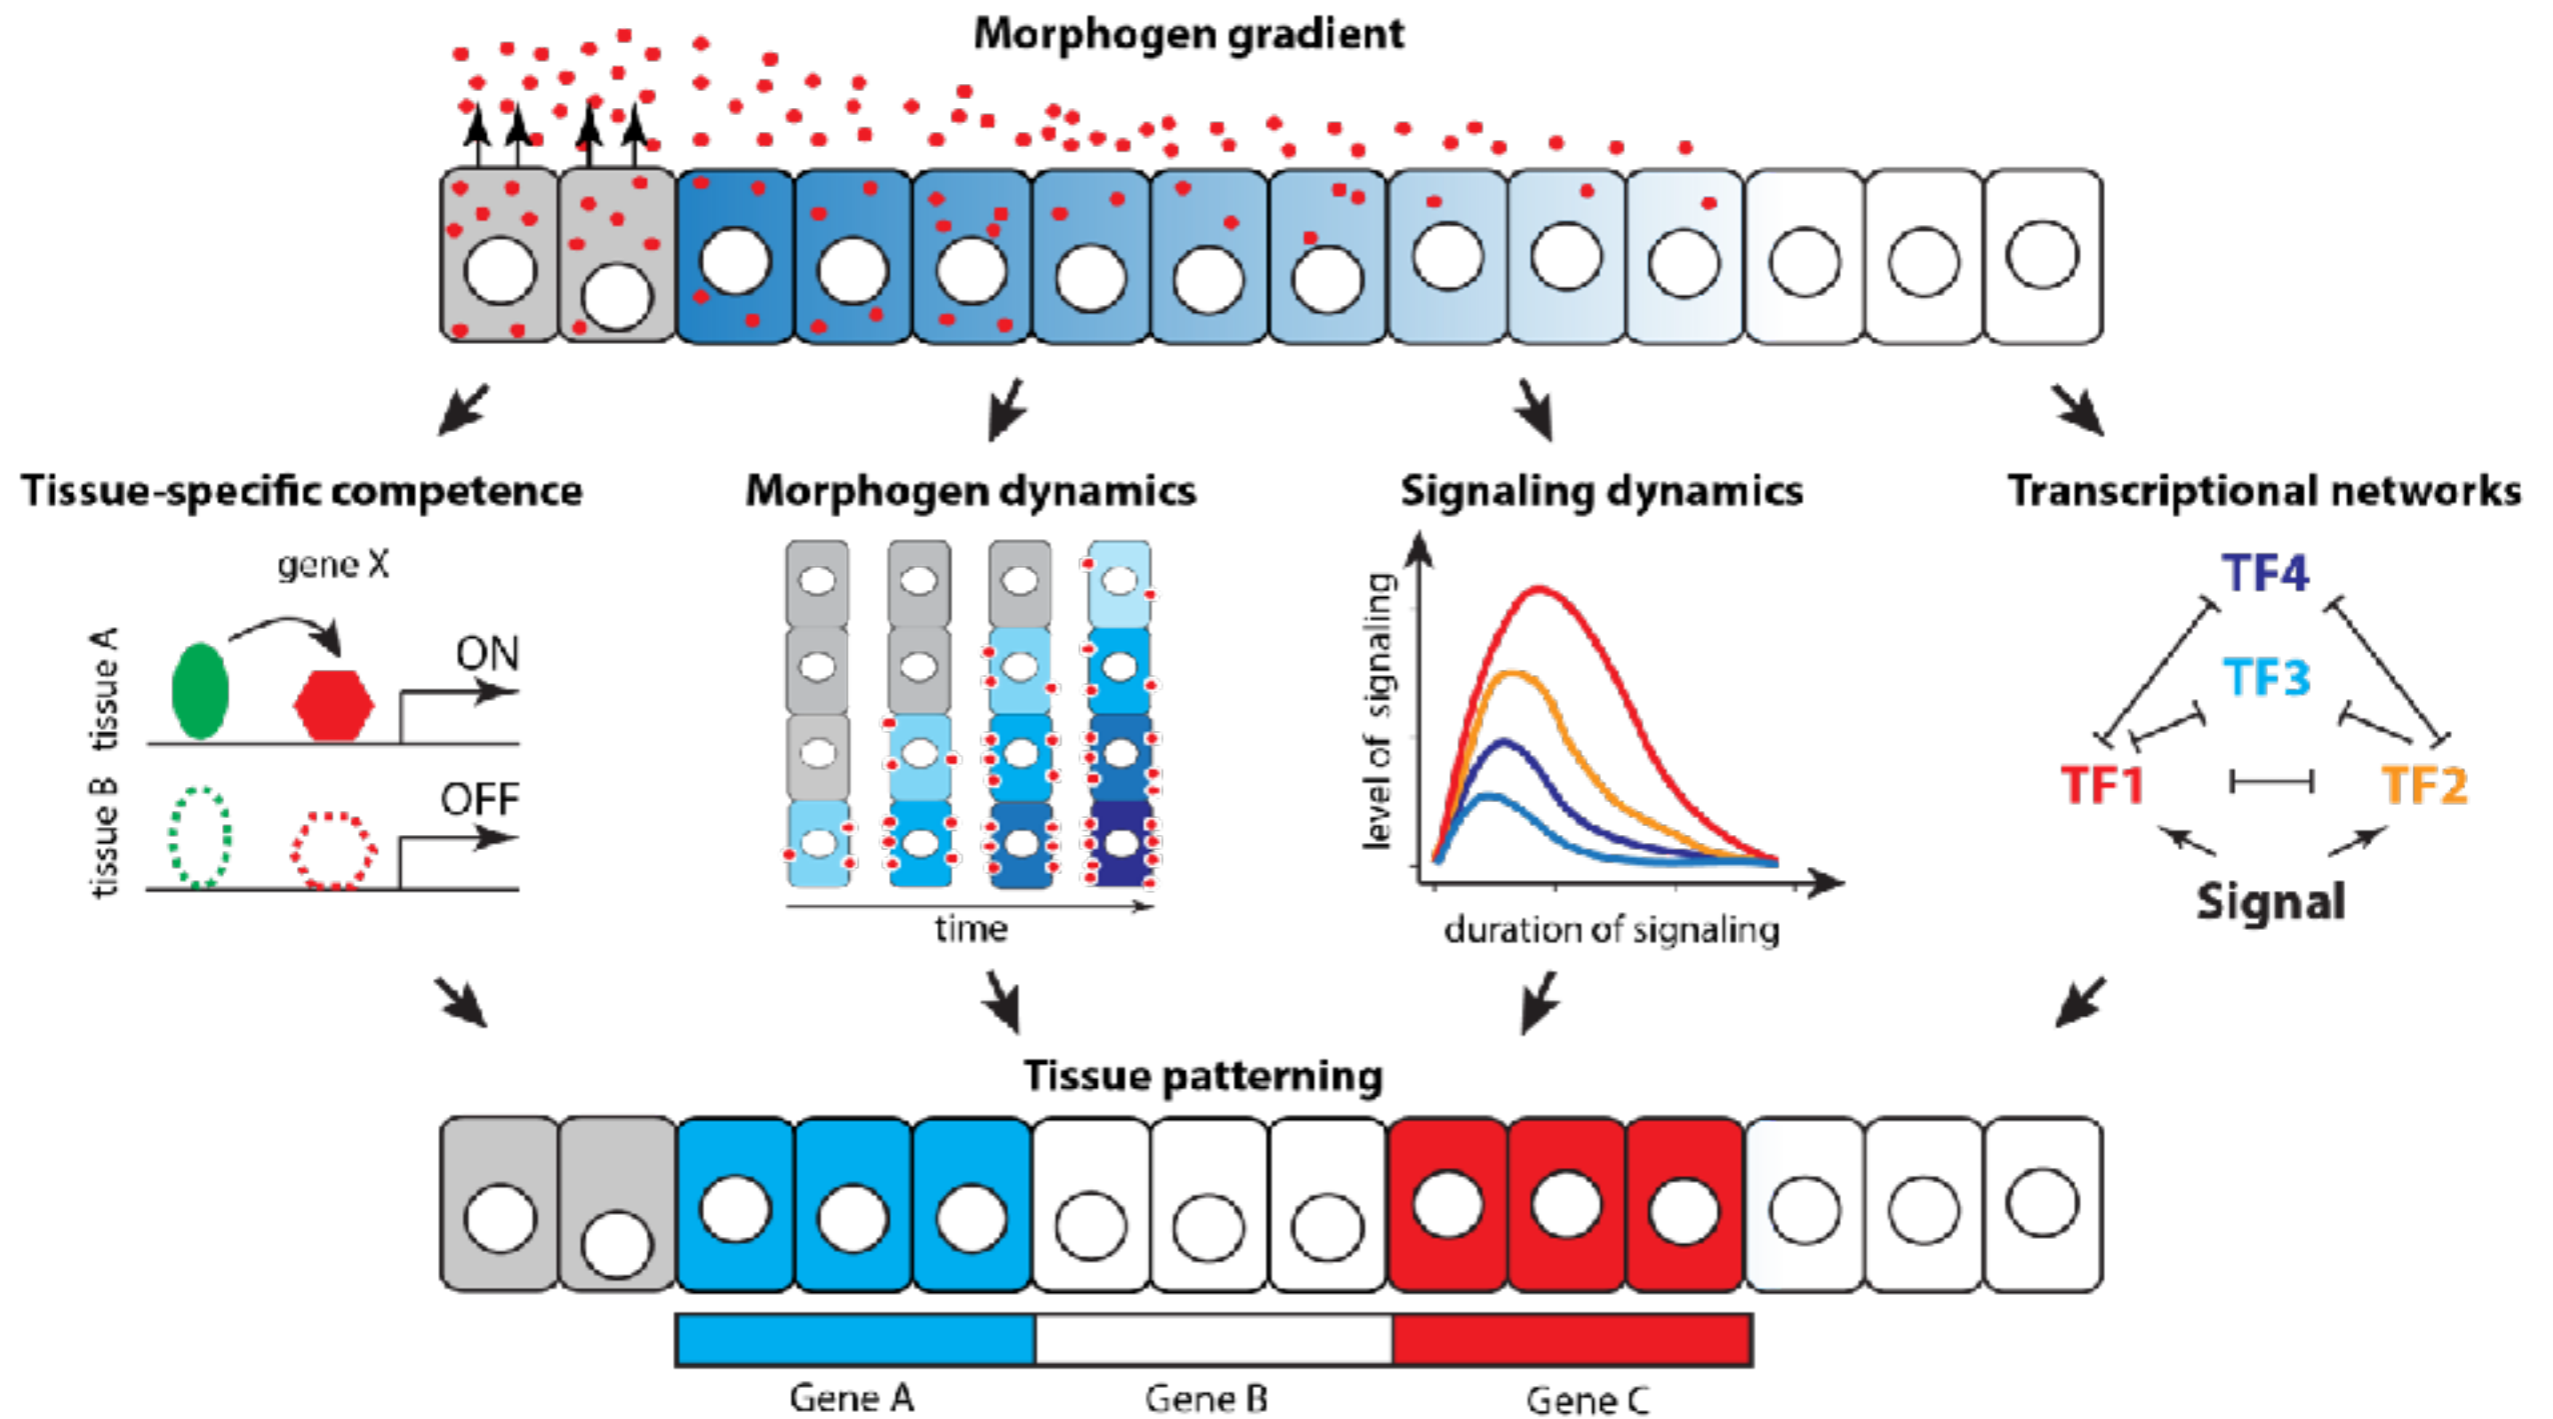 Morphogen gradient
Tissue-specific competence
gene X
tissue A
ON
tissue B
OFF
Morphogen dynamics
time
Signaling dynamics
level of signaling
duration of signaling
Transcriptional networks
TF4
TF3
TF1
TF2
Signal
Tissue patterning
Gene A
Gene B
Gene C